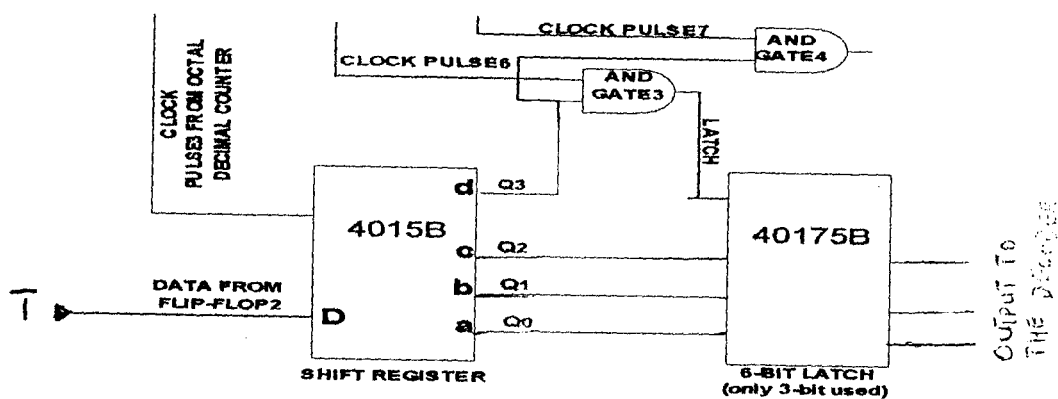 CLOCK PULSE7
AND
GATE4
CLOCK PULSE6
AND
GATE3
CLOCK
PULSES FROM OCTAL
DECIMAL COUNTER
LATCH
d Q3
4015B
40175B
c Q2
DATA FROM
FLIP-FLOP2
b Q1
D
a Q0
SHIFT REGISTER
6-BIT LATCH
(only 3-bit used)
OUTPUT TO
THE DECODER